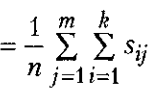 = \frac{1}{n} \sum_{j=1}^{m} \sum_{i=1}^{k} s_{ij}